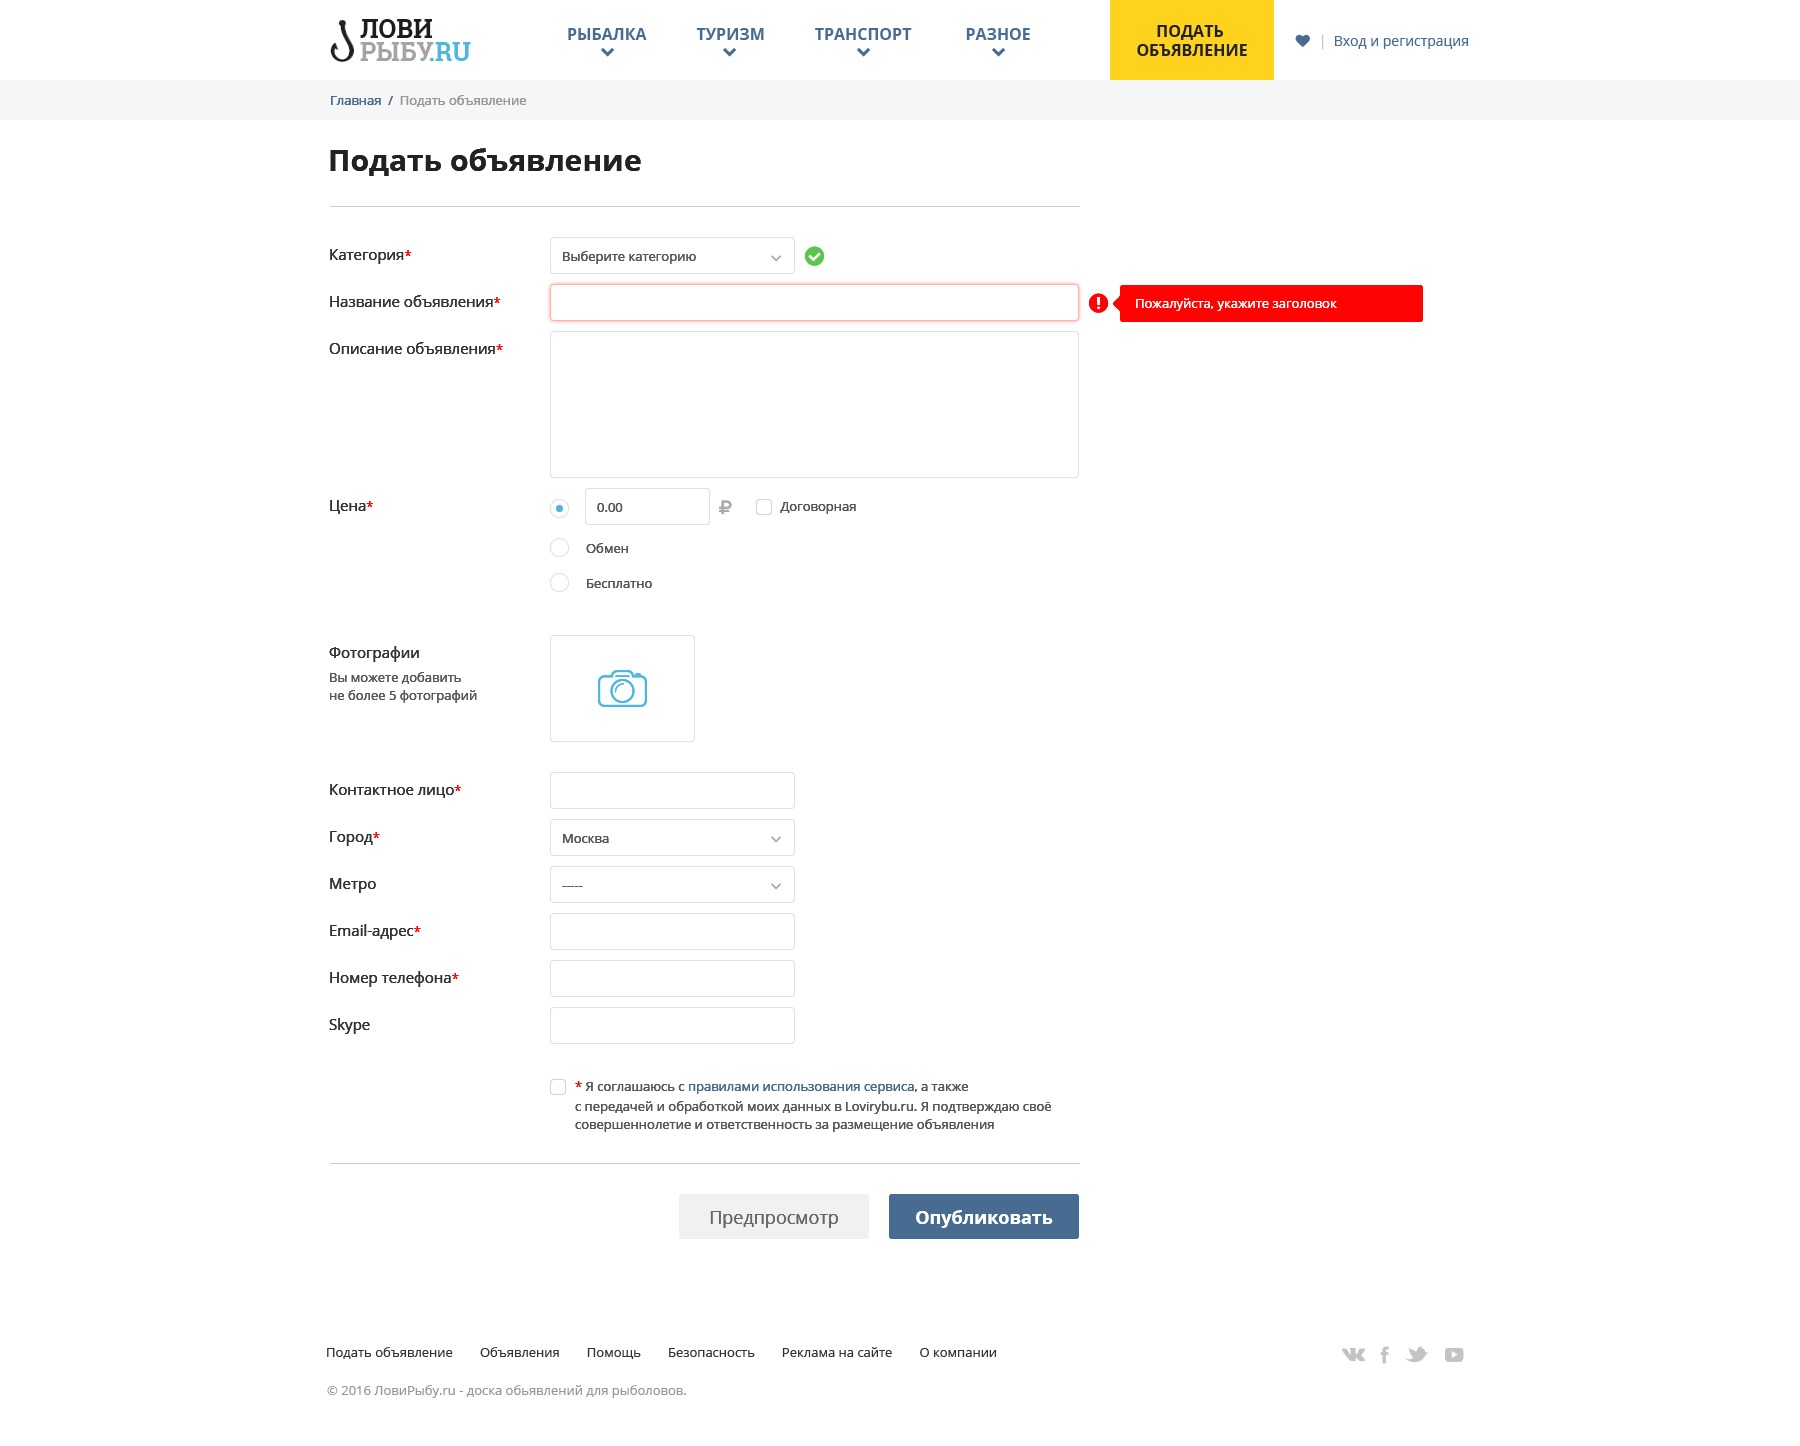 ЛОВИ
РЫБУ.RU
РЫБАЛКА
ТУРИЗМ
ТРАНСПОРТ
РАЗНОЕ
ПОДАТЬ
ОБЪЯВЛЕНИЕ
| Вход и регистрация
Главная / Подать объявление
Подать объявление
Категория*
Выберите категорию
Название объявления*
Пожалуйста, укажите заголовок
Описание объявления*
Цена*
0.00 ₽
Договорная
Обмен
Бесплатно
Фотографии
Вы можете добавить
не более 5 фотографий
Контактное лицо*
Город*
Москва
Метро
-----
Email-адрес*
Номер телефона*
Skype
* Я соглашаюсь с правилами использования сервиса, а также
с передачей и обработкой моих данных в Lovirybu.ru. Я подтверждаю своё
совершеннолетие и ответственность за размещение объявления
Предпросмотр
Опубликовать
Подать объявление
Объявления
Помощь
Безопасность
Реклама на сайте
О компании
© 2016 ЛовиРыбу.ru - доска обьявлений для рыболовов.